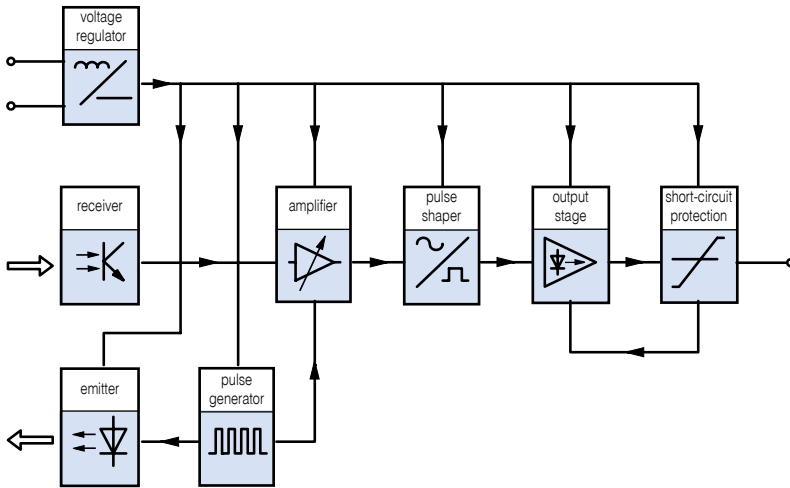 voltage
regulator
receiver
amplifier
pulse
shaper
output
stage
short-circuit
protection
emitter
pulse
generator